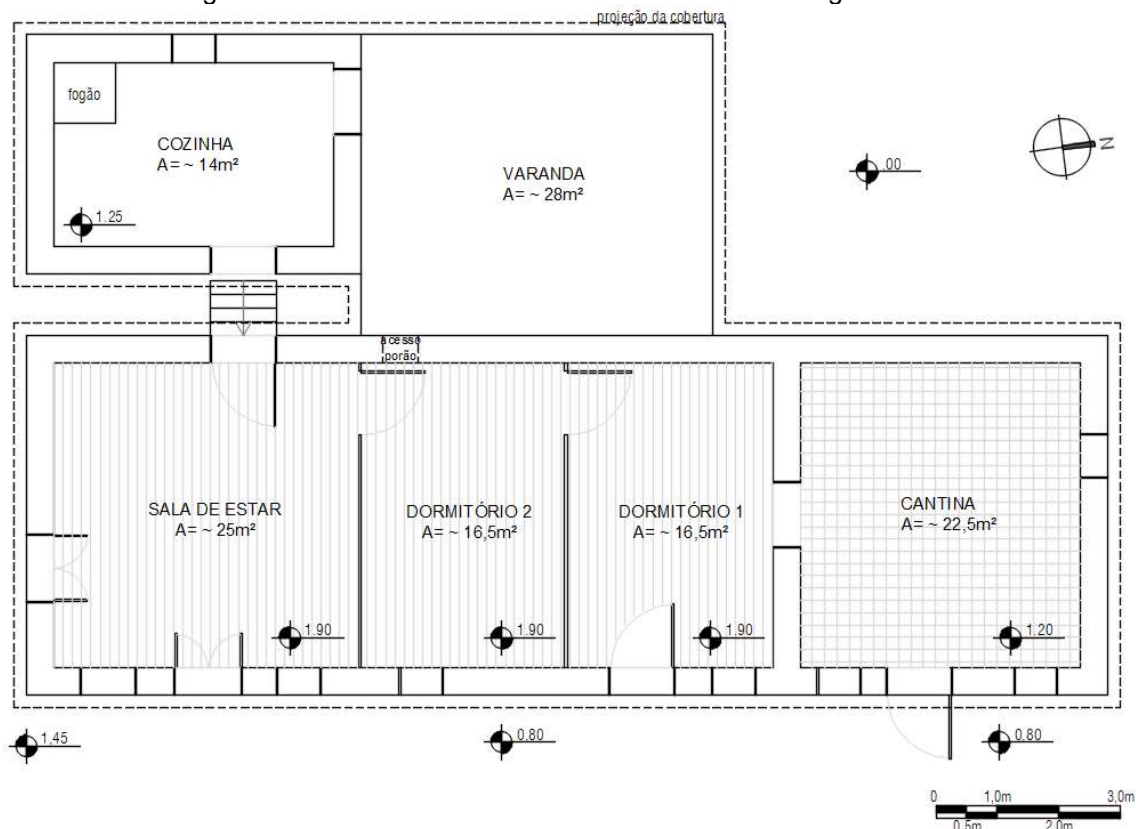 projeção da cobertura
fogão
COZINHA
A= ~ 14m²
1.25
VARANDA
A= ~ 28m²
.00
N
acesso
porão
SALA DE ESTAR
A= ~ 25m²
DORMITÓRIO 2
A= ~ 16,5m²
DORMITÓRIO 1
A= ~ 16,5m²
CANTINA
A= ~ 22,5m²
1.90
1.90
1.90
1.20
1.45
0.80
0.80
0 1,0m 3,0m
0.5m 2.0m